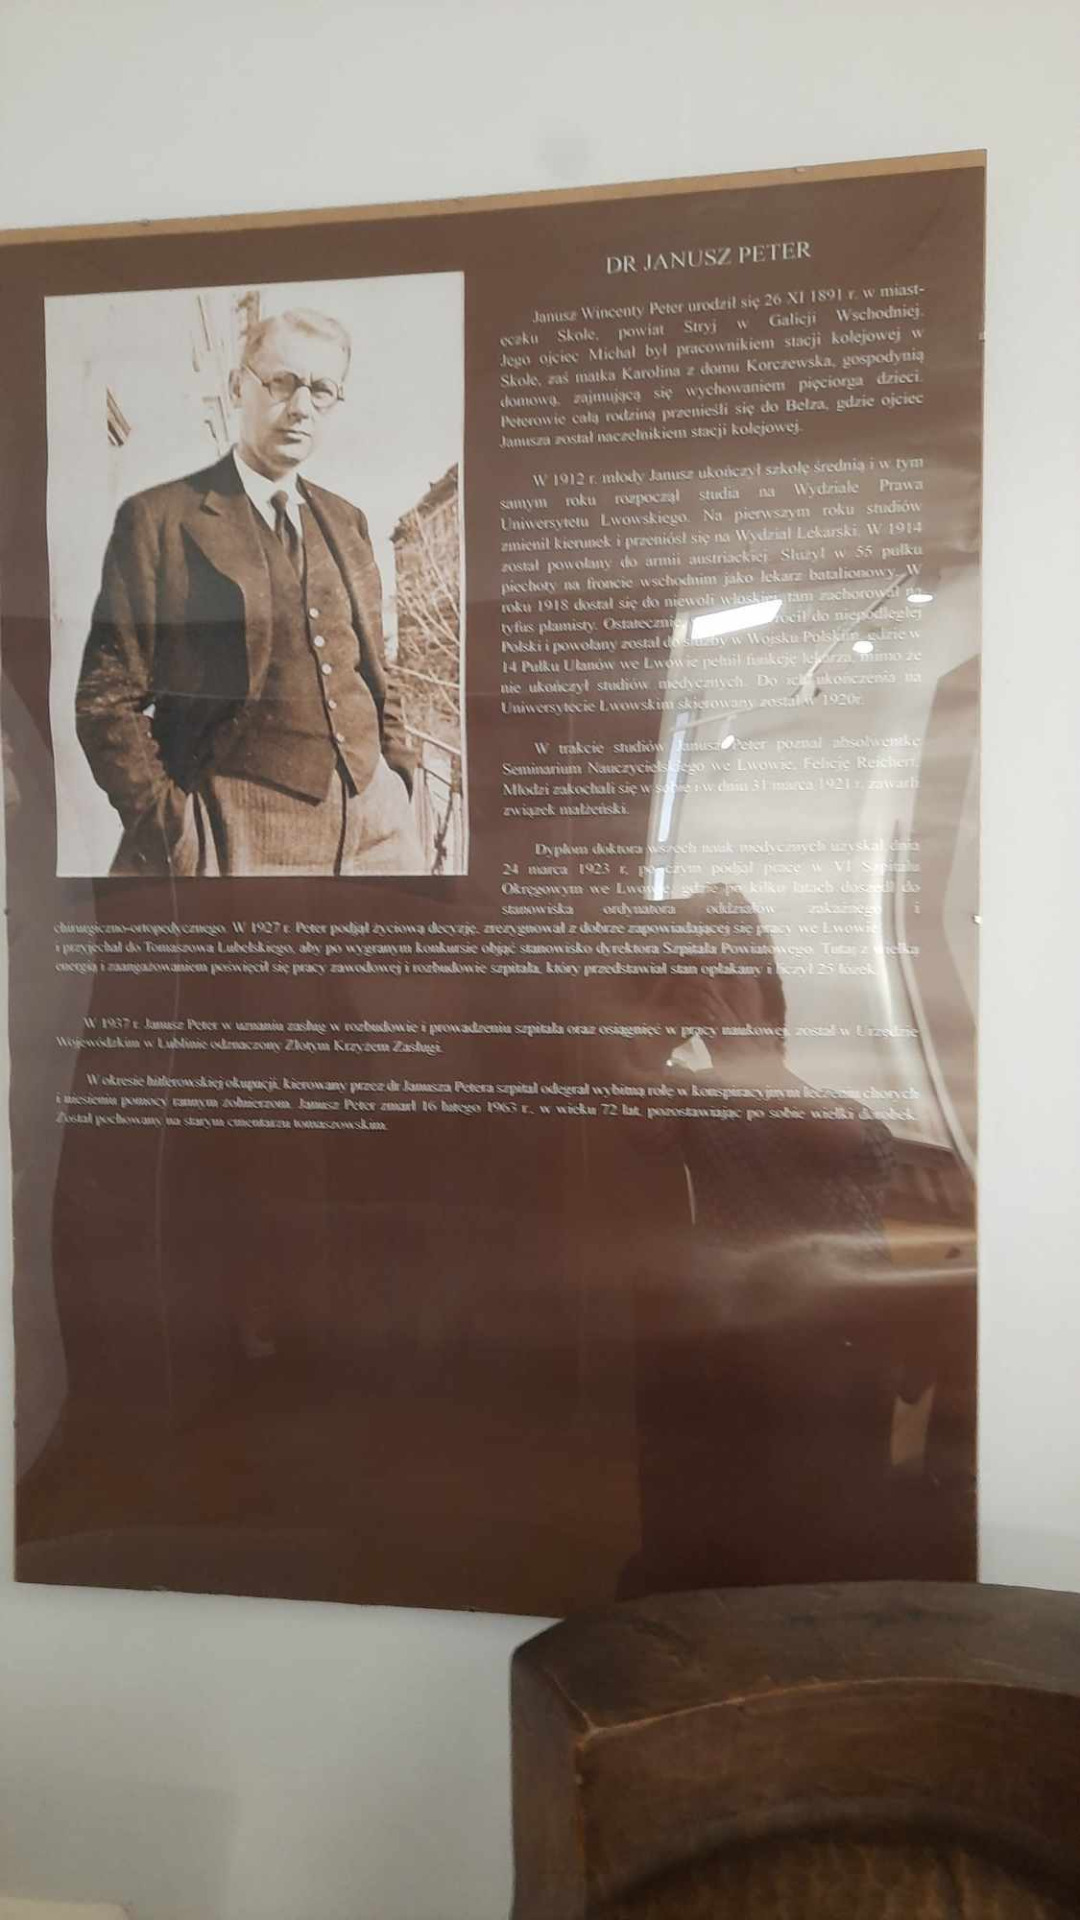 DR JANUSZ PETER
Janusz Wincenty Peter urodził się 26 XI 1891 r. w miast-
eczku Skole, powiat Stryj w Galicji Wschodniej.
Jego ojciec Michał był pracownikiem stacji kolejowej w
Skole, zaś matka Karolina z domu Korczewska, gospodynią
domową, zajmującą się wychowaniem pięciorga dzieci.
Peterowie całą rodziną przenieśli się do Bełza, gdzie ojciec
Janusza został naczelnikiem stacji kolejowej.
W 1912 r. młody Janusz ukończył szkołę średnią i w tym
samym roku rozpoczął studia na Wydziale Prawa
Uniwersytetu Lwowskiego. Na pierwszym roku studiów
zmienił kierunek i przeniósł się na Wydział Lekarski. W 1914
został powołany do armii austriackiej. Służył w 55 pułku
piechoty na froncie wschodnim jako lekarz batalionowy. W
roku 1918 dostał się do niewoli włoskiej, tam zachorował na
tyfus plamisty. Ostatecznie do niepodległej
Polski i powołany został do służby w Wojsku Polskim, gdzie w
14 Pułku Ułanów we Lwowie pełnił funkcję lekarza, mimo że
nie ukończył studiów medycznych. Do ich ukończenia na
Uniwersytecie Lwowskim skierowany został w 1920r.
W trakcie studiów Janusz Peter poznał absolwentkę
Seminarium Nauczycielskiego we Lwowie, Felicję Reichert.
Młodzi zakochali się w sobie i w dniu 31 marca 1921 r. zawarli
związek małżeński.
Dyplom doktora wszech nauk medycznych uzyskał dnia
24 marca 1923 r, po czym podjął pracę w VI Szpitalu
Okręgowym we Lwowie, gdzie po kilku latach doszedł do
stanowiska ordynatora oddziałów zakaźnego i
chirurgiczno-ortopedycznego. W 1927 r. Peter podjął życiową decyzję, zrezygnował z dobrze zapowiadającej się pracy we Lwowie
i przyjechał do Tomaszowa Lubelskiego, aby po wygranym konkursie objąć stanowisko dyrektora Szpitala Powiatowego. Tutaj z wielką
energią i zaangażowaniem poświęcił się pracy zawodowej i rozbudowie szpitala, który przedstawiał stan opłakany i liczył 25 łóżek.
W 1937 r. Janusz Peter w uznaniu zasług w rozbudowie i prowadzeniu szpitala oraz osiągnięć w pracy naukowej, został w Urzędzie
Wojewódzkim w Lublinie odznaczony Złotym Krzyżem Zasługi.
W okresie hitlerowskiej okupacji, kierowany przez dr Janusza Petera szpital odegrał wybitną rolę w konspiracyjnym leczeniu chorych
i niesieniu pomocy rannym żołnierzom. Janusz Peter zmarł 16 lutego 1963 r., w wieku 72 lat, pozostawiając po sobie wielki dorobek.
Został pochowany na starym cmentarzu tomaszowskim.